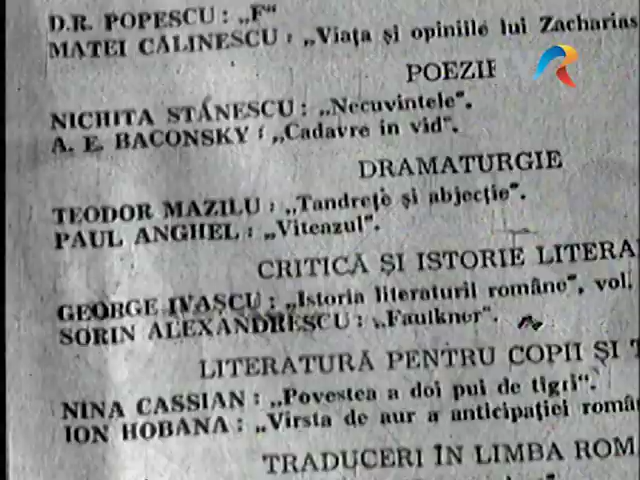 D.R. POPESCU : „F“
MATEI CĂLINESCU : „Viața și opiniile lui Zacharias
POEZIE
NICHITA STĂNESCU : „Necuvintele“.
A. E. BACONSKY : „Cadavre în vid“.
DRAMATURGIE
TEODOR MAZILU : „Tandrețe și abjecție“.
PAUL ANGHEL : „Viteazul“.
CRITICĂ ȘI ISTORIE LITERA
GEORGE IVAȘCU : „Istoria literaturii române“, vol.
SORIN ALEXANDRESCU : „Faulkner“.
LITERATURĂ PENTRU COPII ȘI T
NINA CASSIAN : „Povestea a doi pui de tigri“.
ION HOBANA : „Vîrsta de aur a anticipației român
TRADUCERI ÎN LIMBA ROM